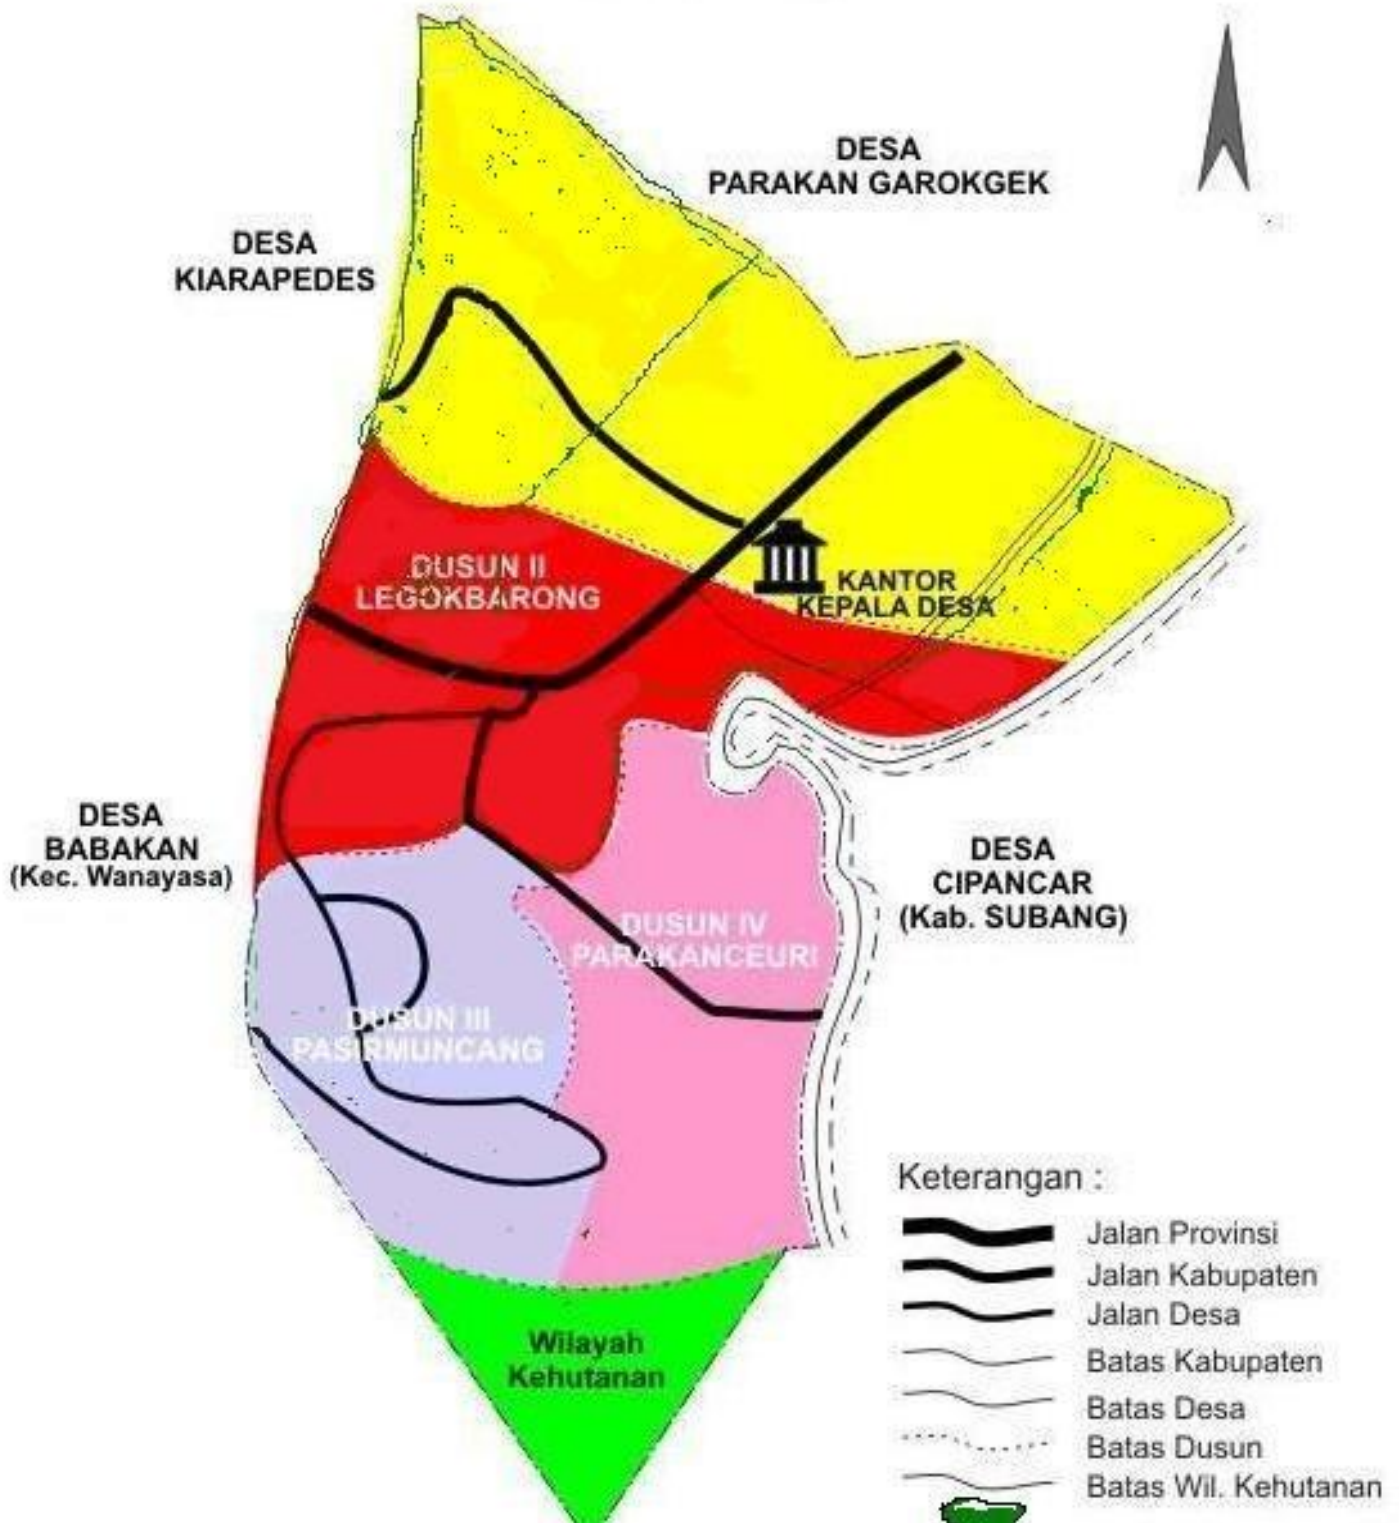 DESA
PARAKAN GAROKGEK
DESA
KIARAPEDES
DUSUN II
LEGOKBARONG
KANTOR
KEPALA DESA
DESA
BABAKAN
(Kec. Wanayasa)
DESA
CIPANCAR
(Kab. SUBANG)
DUSUN IV
PARAKANCEURI
DUSUN III
PASIRMUNCANG
Wilayah
Kehutanan
Keterangan :
Jalan Provinsi
Jalan Kabupaten
Jalan Desa
Batas Kabupaten
Batas Desa
Batas Dusun
Batas Wil. Kehutanan